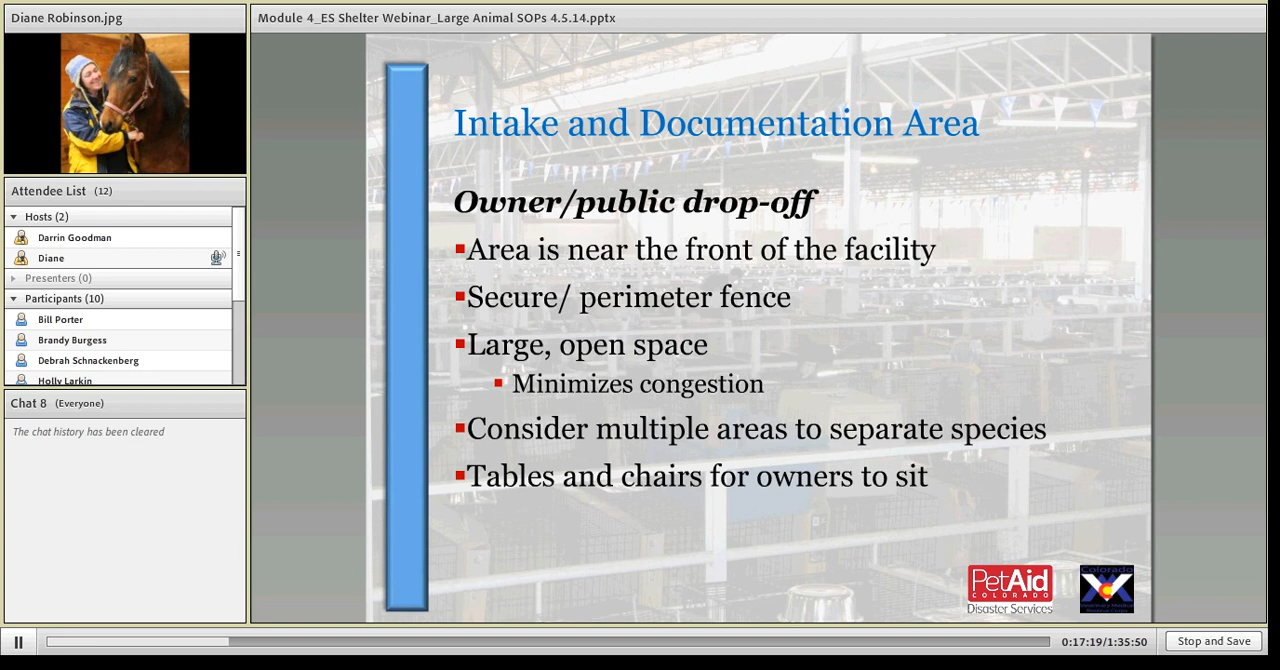 Diane Robinson.jpg
Module 4_ES Shelter Webinar_Large Animal SOPs 4.5.14.pptx
Attendee List (12)
Hosts (2)
Darrin Goodman
Diane
Presenters (0)
Participants (10)
Bill Porter
Brandy Burgess
Debrah Schnackenberg
Holly Larkin
Chat 8 (Everyone)
The chat history has been cleared
Intake and Documentation Area
Owner/public drop-off
Area is near the front of the facility
Secure/ perimeter fence
Large, open space
Minimizes congestion
Consider multiple areas to separate species
Tables and chairs for owners to sit
PetAid
COLORADO
Disaster Services
Colorado
0:17:19/1:35:50
Stop and Save